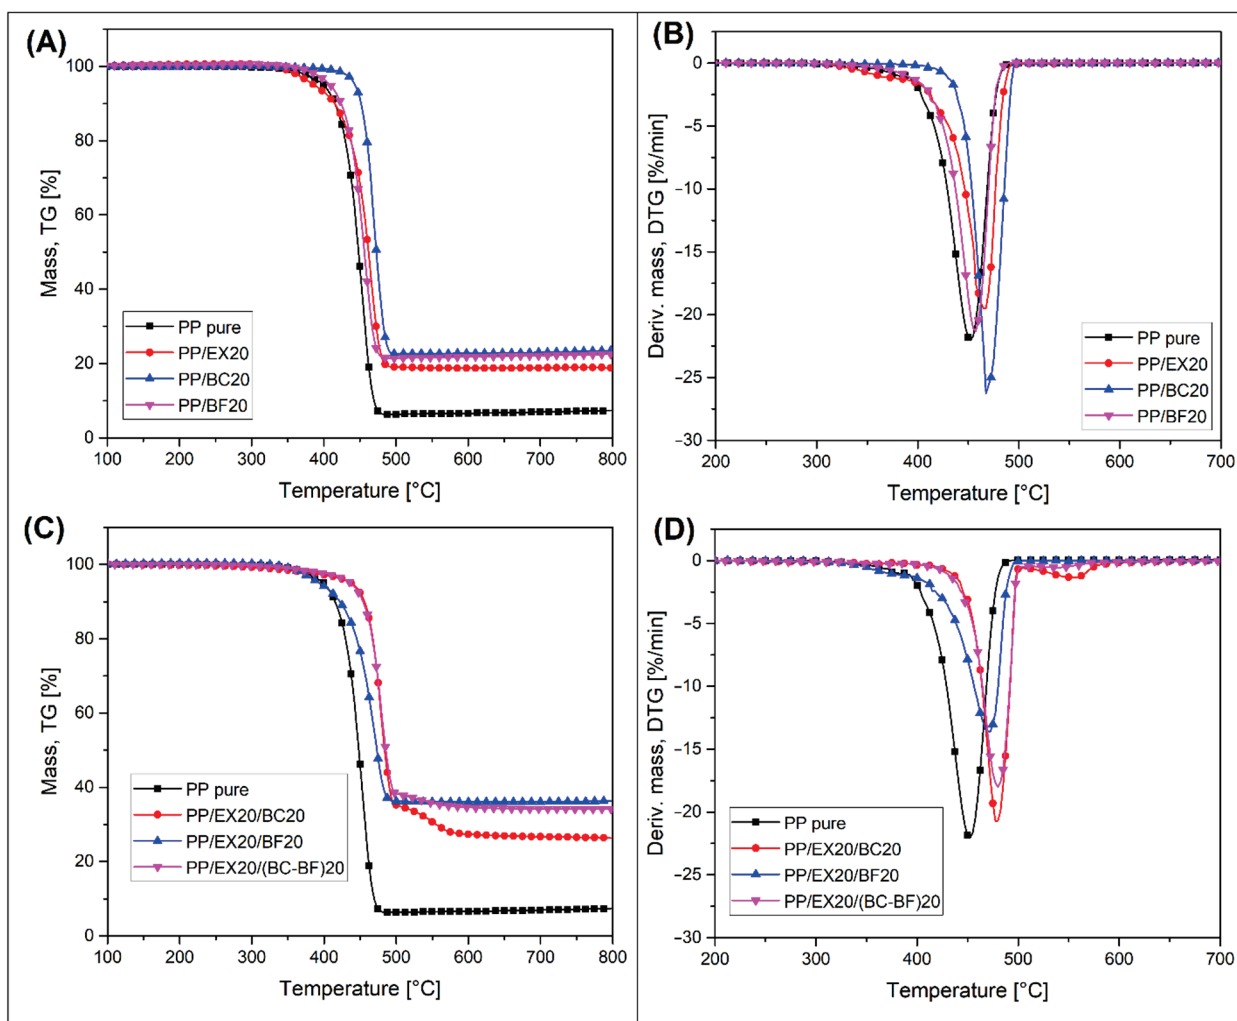 (A)
Mass, TG [%]
100
80
60
40
20
0
PP pure
PP/EX20
PP/BC20
PP/BF20
100 200 300 400 500 600 700 800
Temperature [°C]
(B)
Deriv. mass, DTG [%/min]
0
−5
−10
−15
−20
−25
−30
PP pure
PP/EX20
PP/BC20
PP/BF20
200 300 400 500 600 700
Temperature [°C]
(C)
Mass, TG [%]
100
80
60
40
20
0
PP pure
PP/EX20/BC20
PP/EX20/BF20
PP/EX20/(BC-BF)20
100 200 300 400 500 600 700 800
Temperature [°C]
(D)
Deriv. mass, DTG [%/min]
0
−5
−10
−15
−20
−25
−30
PP pure
PP/EX20/BC20
PP/EX20/BF20
PP/EX20/(BC-BF)20
200 300 400 500 600 700
Temperature [°C]